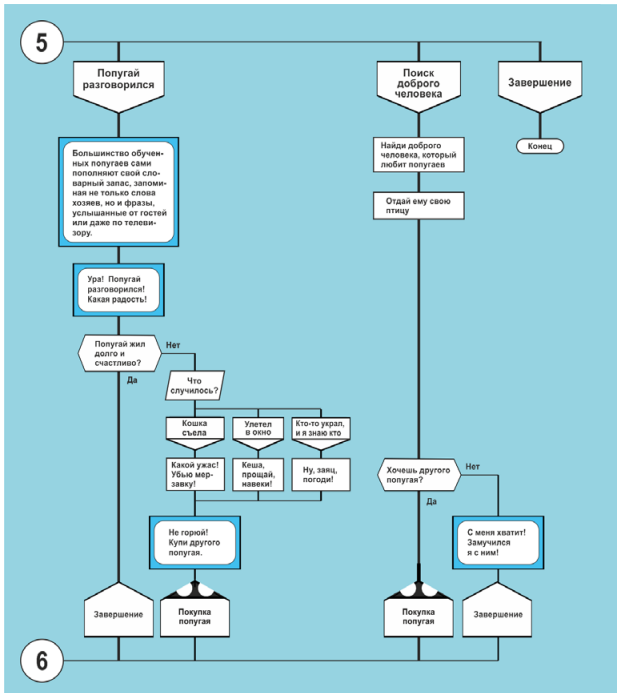 5
Попугай
разговорился
Поиск
доброго
человека
Завершение
Большинство обучен-
ных попугаев сами
пополняют свой сло-
варный запас, запоми-
ная не только слова
хозяев, но и фразы,
услышанные от гостей
или даже по телеви-
зору.
Найди доброго
человека, который
любит попугаев
Конец
Отдай ему свою
птицу
Ура! Попугай
разговорился!
Какая радость!
Попугай жил
долго и
счастливо?
Нет
Да
Что
случилось?
Кошка
съела
Улетел
в окно
Кто-то украл,
и я знаю кто
Какой ужас!
Убью мер-
завку!
Кеша,
прощай,
навеки!
Ну, заяц,
погоди!
Хочешь другого
попугая?
Нет
Да
Не горюй!
Купи другого
попугая.
С меня хватит!
Замучился
я с ним!
Завершение
Покупка
попугая
Покупка
попугая
Завершение
6